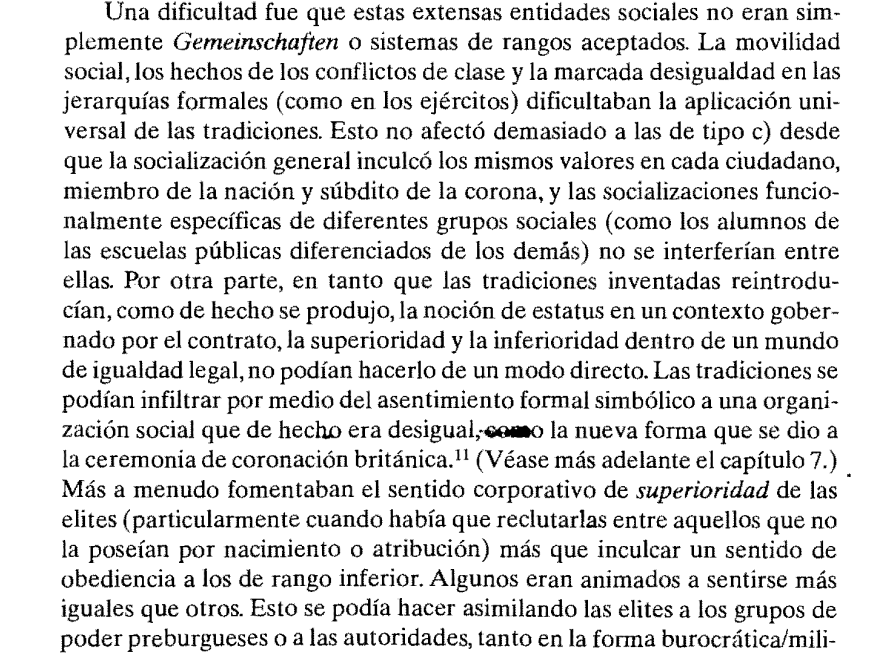 Una dificultad fue que estas extensas entidades sociales no eran sim-
plemente Gemeinschaften o sistemas de rangos aceptados. La movilidad
social, los hechos de los conflictos de clase y la marcada desigualdad en las
jerarquías formales (como en los ejércitos) dificultaban la aplicación uni-
versal de las tradiciones. Esto no afectó demasiado a las de tipo c) desde
que la socialización general inculcó los mismos valores en cada ciudadano,
miembro de la nación y súbdito de la corona, y las socializaciones funcio-
nalmente específicas de diferentes grupos sociales (como los alumnos de
las escuelas públicas diferenciados de los demás) no se interferían entre
ellas. Por otra parte, en tanto que las tradiciones inventadas reintrodu-
cían, como de hecho se produjo, la noción de estatus en un contexto gober-
nado por el contrato, la superioridad y la inferioridad dentro de un mundo
de igualdad legal, no podían hacerlo de un modo directo. Las tradiciones se
podían infiltrar por medio del asentimiento formal simbólico a una organi-
zación social que de hecho era desigual, como la nueva forma que se dio a
la ceremonia de coronación británica.¹¹ (Véase más adelante el capítulo 7.)
Más a menudo fomentaban el sentido corporativo de superioridad de las
elites (particularmente cuando había que reclutarlas entre aquellos que no
la poseían por nacimiento o atribución) más que inculcar un sentido de
obediencia a los de rango inferior. Algunos eran animados a sentirse más
iguales que otros. Esto se podía hacer asimilando las elites a los grupos de
poder preburgueses o a las autoridades, tanto en la forma burocrática/mili-